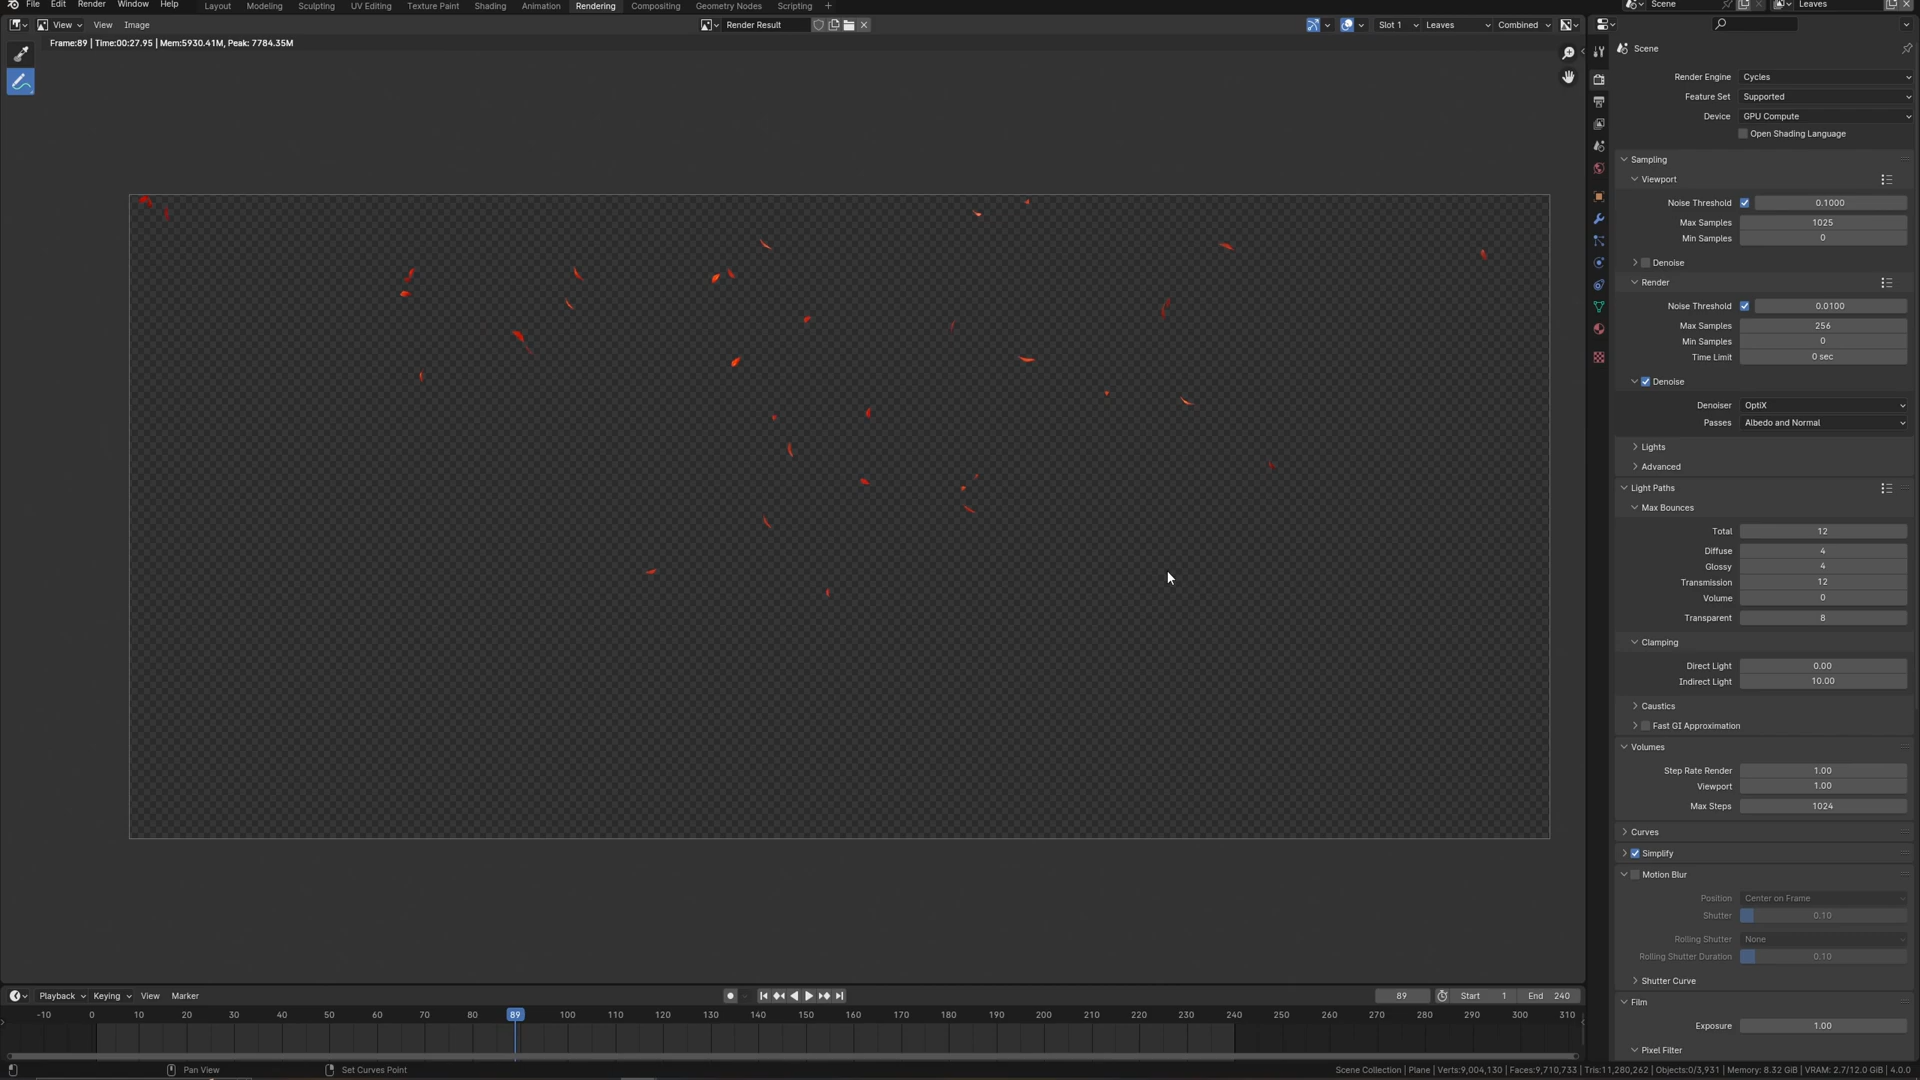 File Edit Render Window Help Layout Modeling Sculpting UV Editing Texture Paint Shading Animation Rendering Compositing Geometry Nodes Scripting + Scene Leaves
View View Image Render Result Slot 1 Leaves Combined
Frame:89 | Time:00:27.95 | Mem:5930.41M, Peak: 7784.35M
Scene
Render Engine Cycles
Feature Set Supported
Device GPU Compute
Open Shading Language
Sampling
Viewport
Noise Threshold 0.1000
Max Samples 1025
Min Samples 0
Denoise
Render
Noise Threshold 0.0100
Max Samples 256
Min Samples 0
Time Limit 0 sec
Denoise
Denoiser OptiX
Passes Albedo and Normal
Lights
Advanced
Light Paths
Max Bounces
Total 12
Diffuse 4
Glossy 4
Transmission 12
Volume 0
Transparent 8
Clamping
Direct Light 0.00
Indirect Light 10.00
Caustics
Fast GI Approximation
Volumes
Step Rate Render 1.00
Viewport 1.00
Max Steps 1024
Curves
Simplify
Motion Blur
Position Center on Frame
Shutter 0.10
Rolling Shutter None
Rolling Shutter Duration 0.10
Shutter Curve
Film
Exposure 1.00
Pixel Filter
Playback Keying View Marker 89 Start 1 End 240
-10 0 10 20 30 40 50 60 70 80 89 100 110 120 130 140 150 160 170 180 190 200 210 220 230 240 250 260 270 280 290 300 310
Pan View Set Curves Point Scene Collection | Plane | Verts:9,004,130 | Faces:9,710,733 | Tris:11,280,262 | Objects:0/3,931 | Memory: 8.32 GiB | VRAM: 2.7/12.0 GiB | 4.0.0